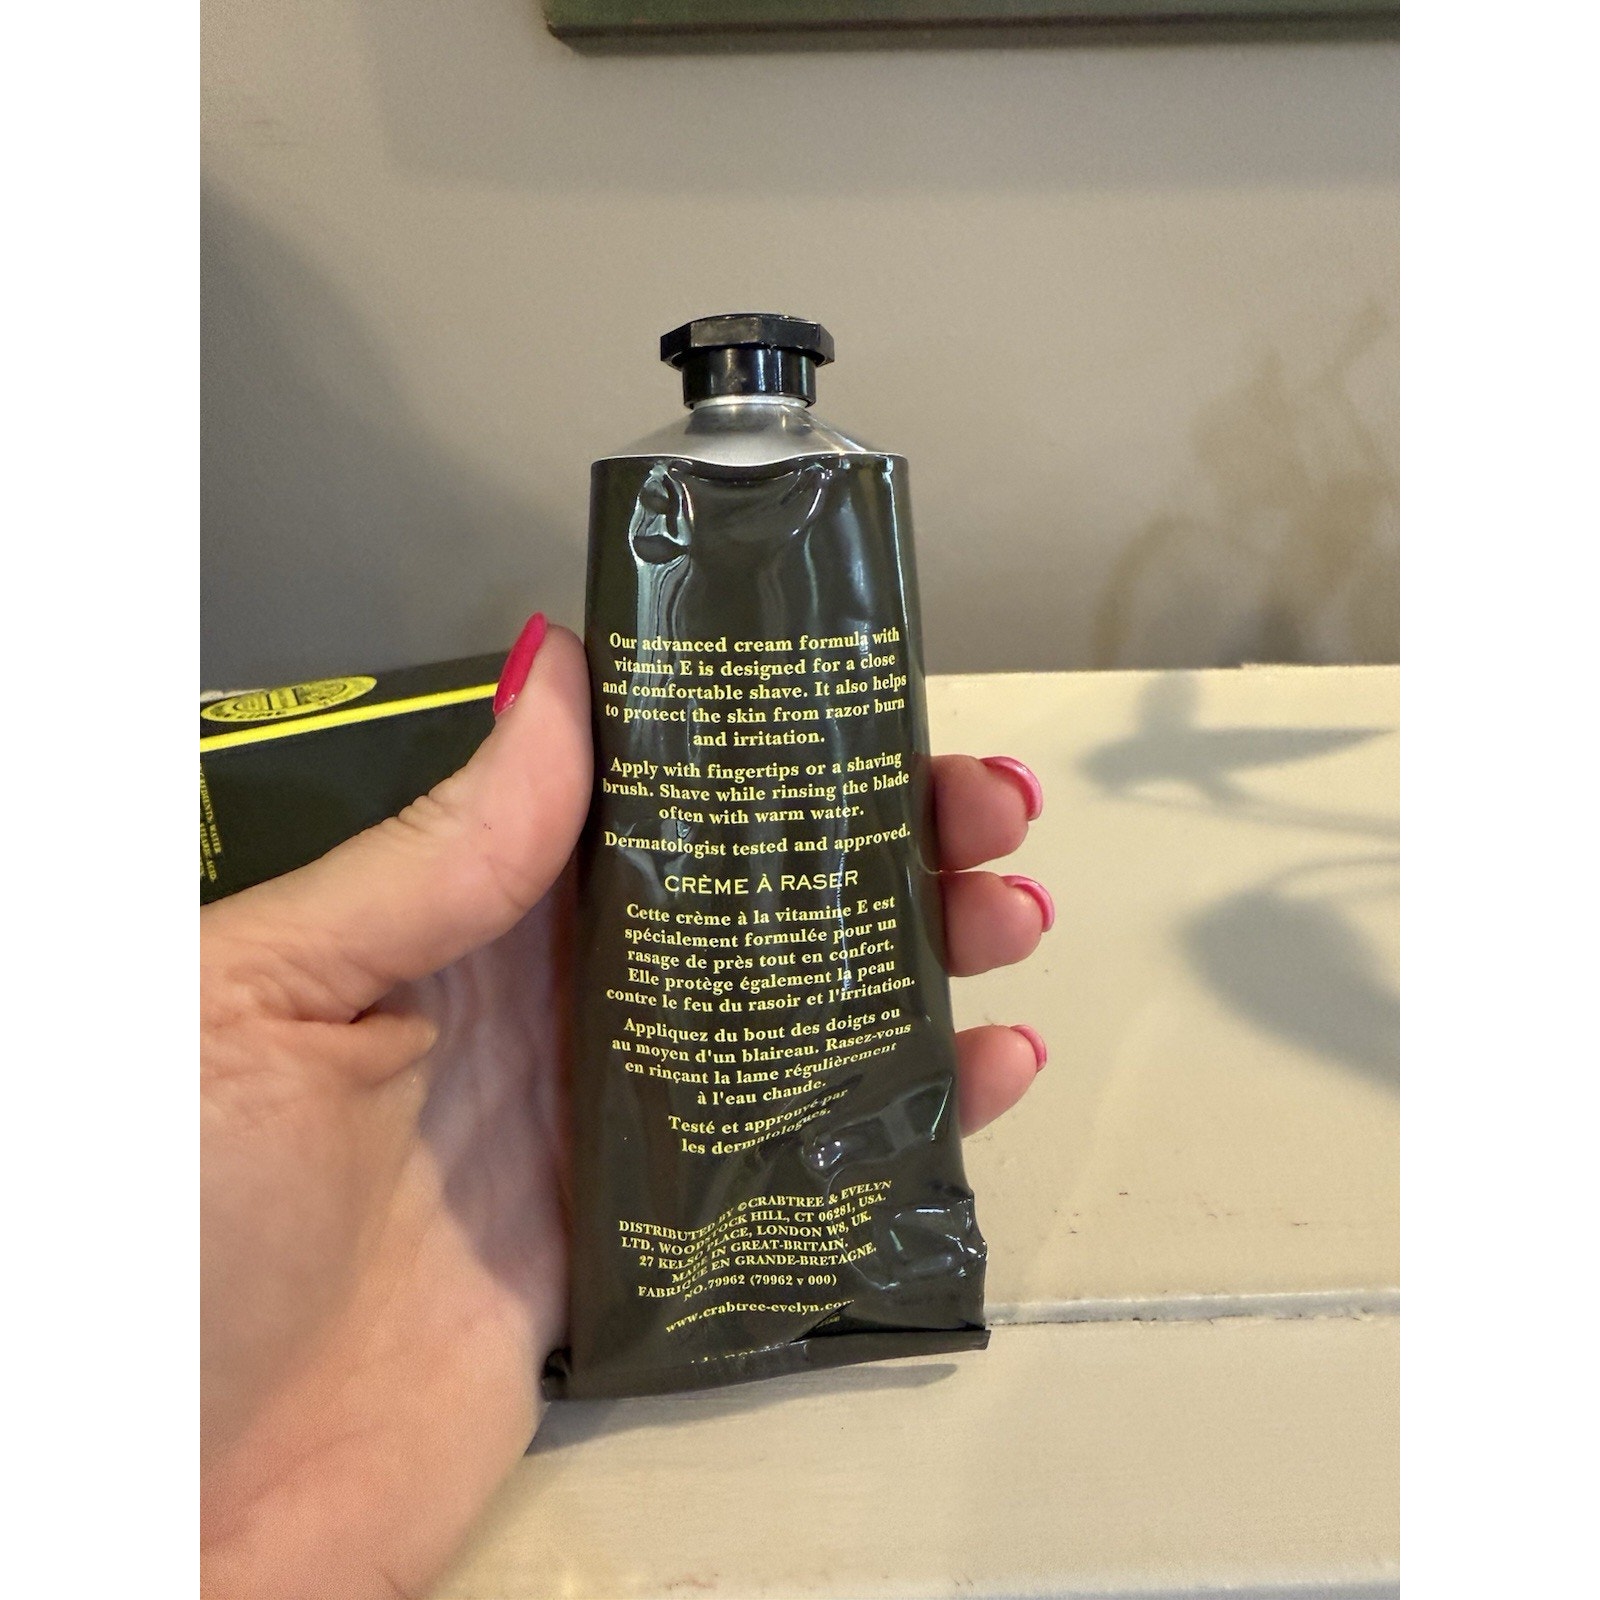 Our advanced cream formula with
vitamin E is designed for a close
and comfortable shave. It also helps
to protect the skin from razor burn
and irritation.
Apply with fingertips or a shaving
brush. Shave while rinsing the blade
often with warm water.
Dermatologist tested and approved.
CRÈME À RASER
Cette crème à la vitamine E est
spécialement formulée pour un
rasage de près tout en confort.
Elle protège également la peau
contre le feu du rasoir et l'irritation.
Appliquez du bout des doigts ou
au moyen d'un blaireau. Rasez-vous
en rinçant la lame régulièrement
à l'eau chaude.
Testé et approuvé par
les dermatologues.
DISTRIBUTED BY ©CRABTREE & EVELYN
LTD. WOODSTOCK HILL, CT 06281, USA.
27 KELSO PLACE, LONDON W8, UK.
MADE IN GREAT-BRITAIN.
FABRIQUE EN GRANDE-BRETAGNE.
NO.79962 (79962 v 000)
www.crabtree-evelyn.com
WATER
ACID,